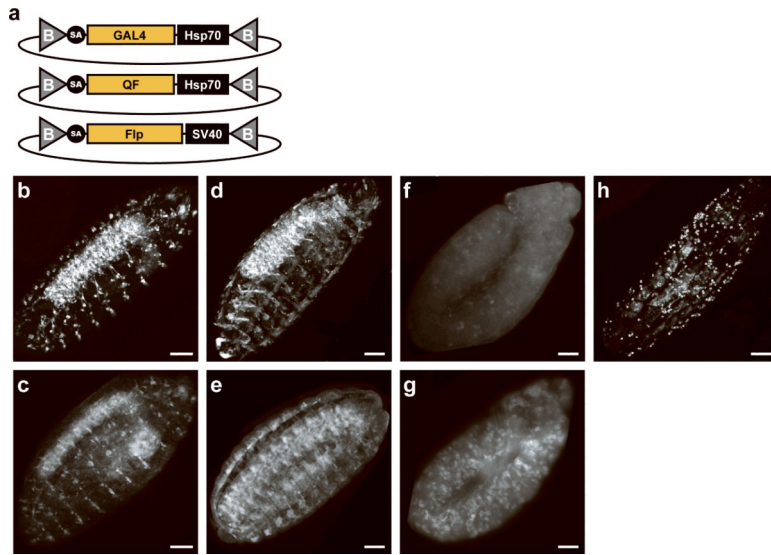 a
B SA GAL4 Hsp70 B
B SA QF Hsp70 B
B SA Flp SV40 B
b d f h
c e g